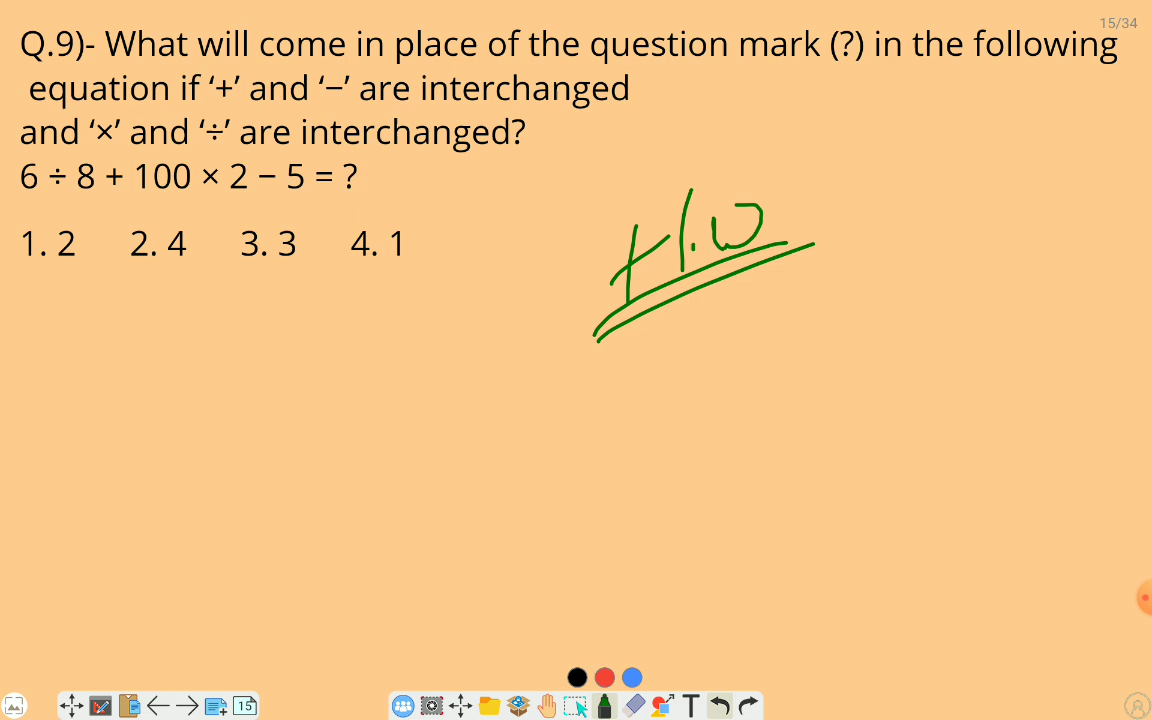 15/34
Q.9)- What will come in place of the question mark (?) in the following
equation if ‘+’ and ‘−’ are interchanged
and ‘×’ and ‘÷’ are interchanged?
6 ÷ 8 + 100 × 2 − 5 = ?
1. 2 2. 4 3. 3 4. 1
H.W
15
T